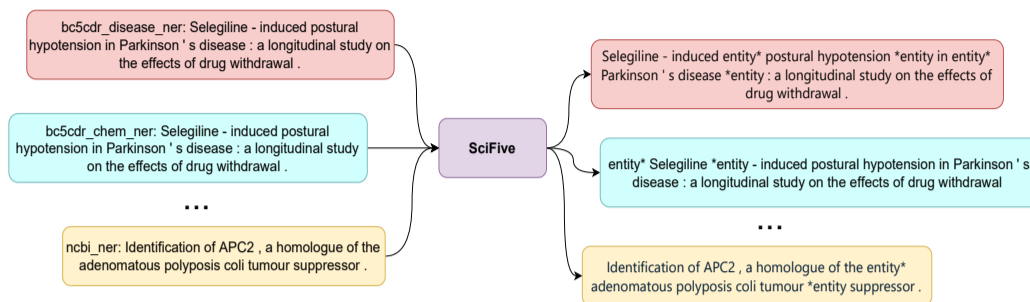 bc5cdr_disease_ner: Selegiline - induced postural
hypotension in Parkinson ' s disease : a longitudinal study on
the effects of drug withdrawal .
bc5cdr_chem_ner: Selegiline - induced postural
hypotension in Parkinson ' s disease : a longitudinal study
on the effects of drug withdrawal .
...
ncbi_ner: Identification of APC2 , a homologue of the
adenomatous polyposis coli tumour suppressor .
SciFive
Selegiline - induced entity* postural hypotension *entity in entity*
Parkinson ' s disease *entity : a longitudinal study on the effects of
drug withdrawal .
entity* Selegiline *entity - induced postural hypotension in Parkinson ' s
disease : a longitudinal study on the effects of drug withdrawal
...
Identification of APC2 , a homologue of the entity*
adenomatous polyposis coli tumour *entity suppressor .